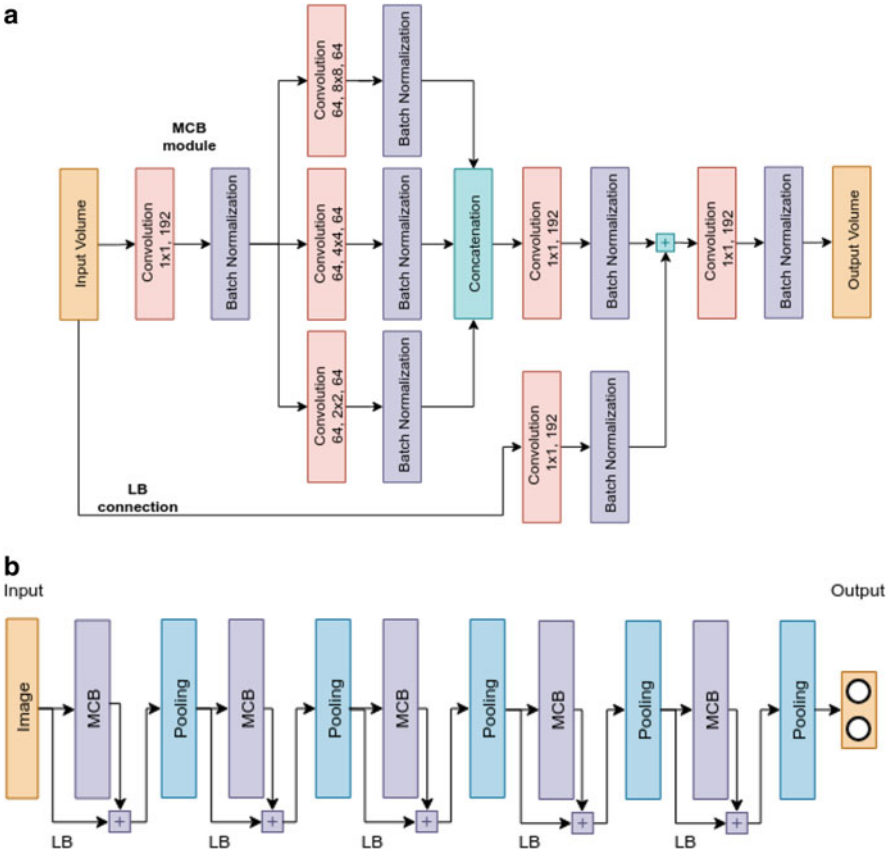 a
MCB
module
Input Volume
Convolution
1x1, 192
Batch Normalization
Convolution
64, 8x8, 64
Batch Normalization
Convolution
64, 4x4, 64
Batch Normalization
Convolution
64, 2x2, 64
Batch Normalization
Concatenation
Convolution
1x1, 192
Batch Normalization
+
Convolution
1x1, 192
Batch Normalization
Output Volume
LB
connection
Convolution
1x1, 192
Batch Normalization
b
Input
Output
Image
MCB
+
LB
Pooling
MCB
+
LB
Pooling
MCB
+
LB
Pooling
MCB
+
LB
Pooling
MCB
+
LB
Pooling